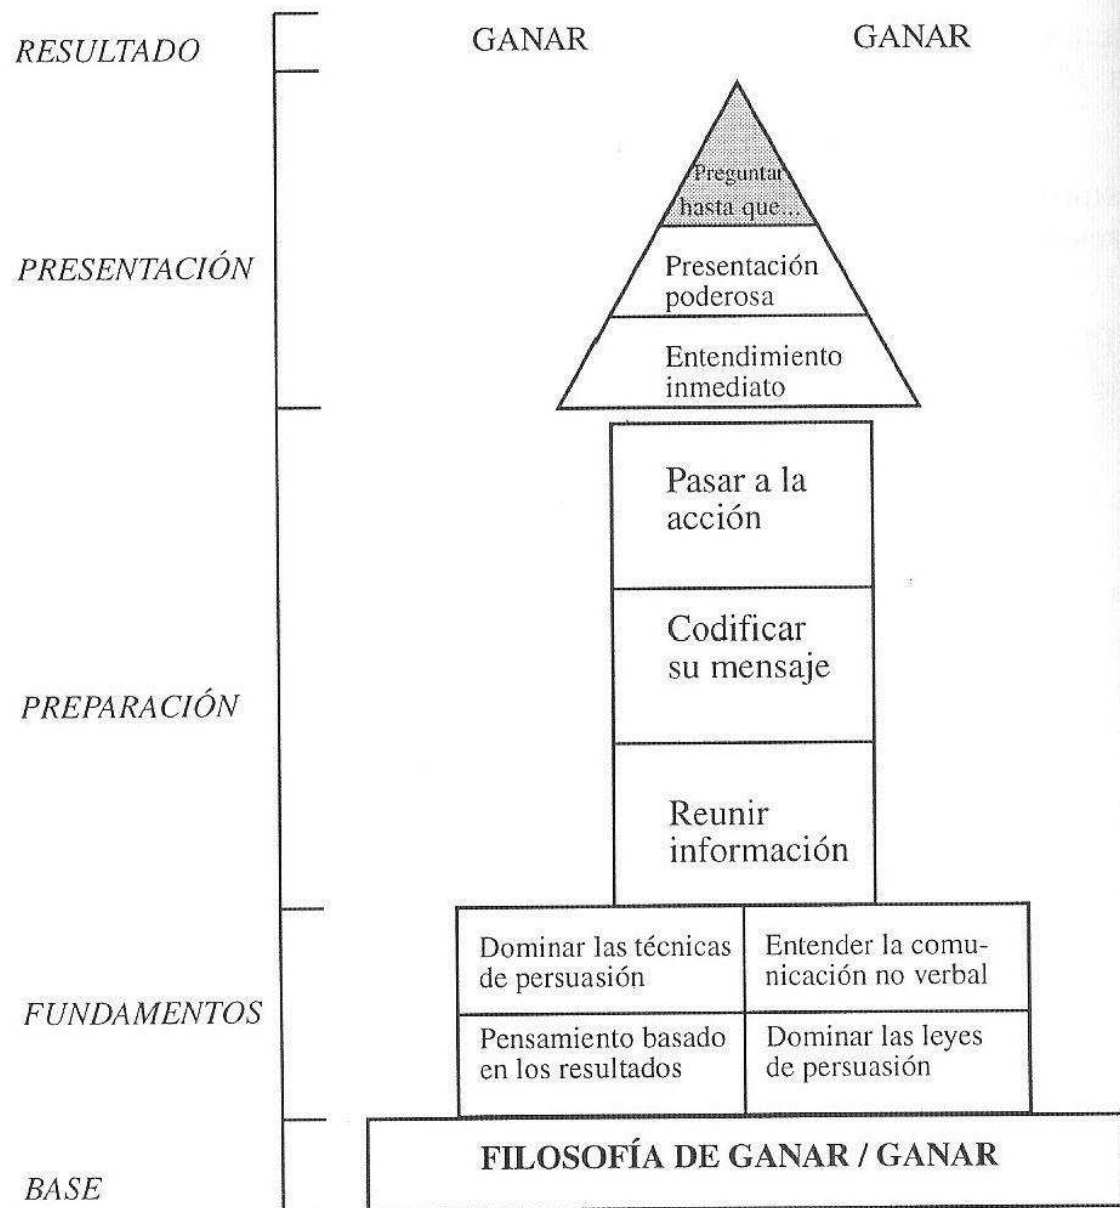 RESULTADO
GANAR
GANAR
PRESENTACIÓN
Preguntar
hasta que...
Presentación
poderosa
Entendimiento
inmediato
PREPARACIÓN
Pasar a la
acción
Codificar
su mensaje
Reunir
información
FUNDAMENTOS
Dominar las técnicas
de persuasión
Entender la comu-
nicación no verbal
Pensamiento basado
en los resultados
Dominar las leyes
de persuasión
BASE
FILOSOFÍA DE GANAR / GANAR